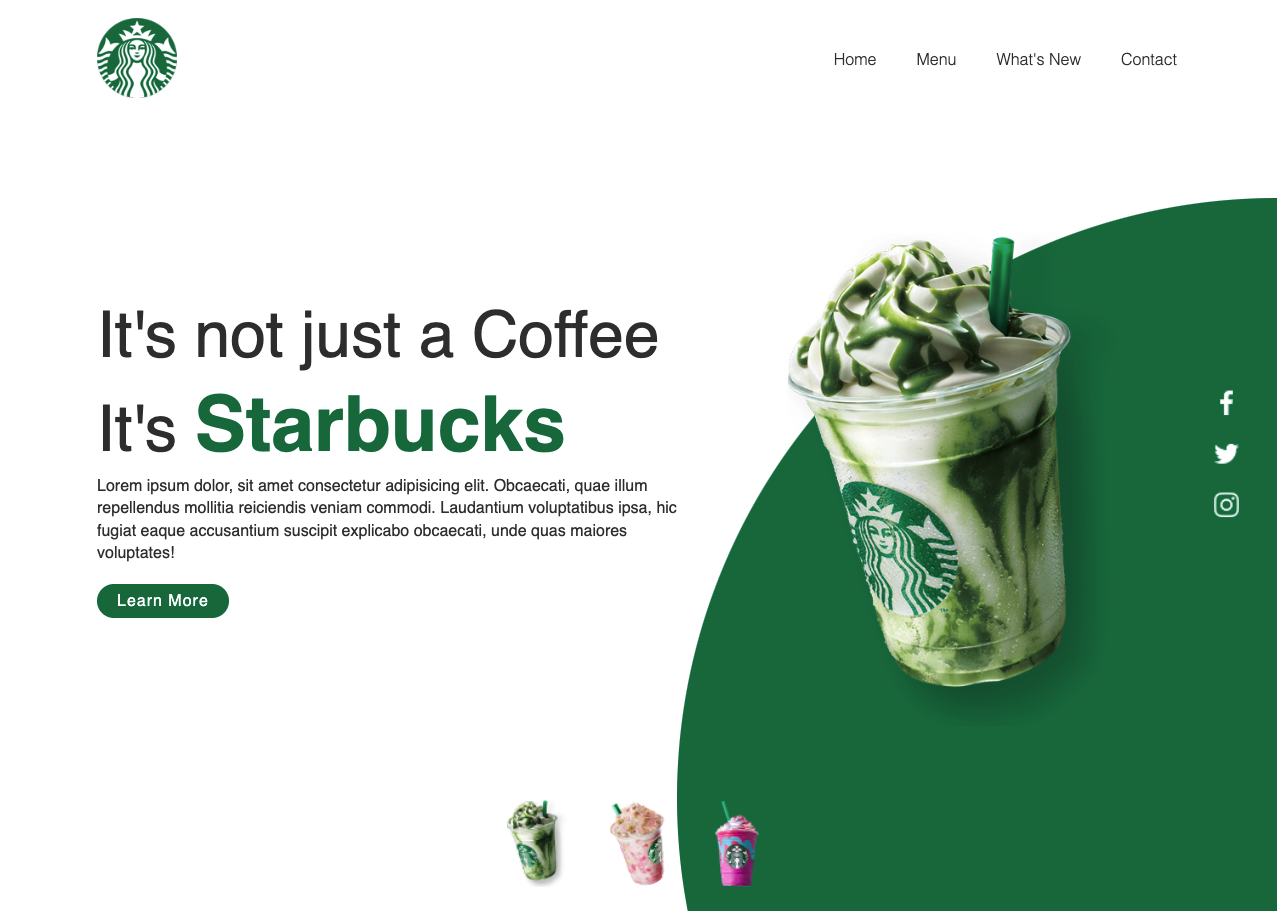 Home Menu What's New Contact
It's not just a Coffee
It's Starbucks
Lorem ipsum dolor, sit amet consectetur adipisicing elit. Obcaecati, quae illum
repellendus mollitia reiciendis veniam commodi. Laudantium voluptatibus ipsa, hic
fugiat eaque accusantium suscipit explicabo obcaecati, unde quas maiores
voluptates!
Learn More